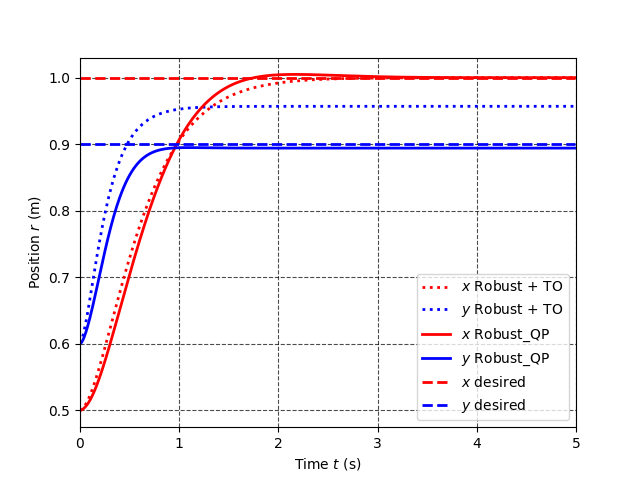 1.0
0.9
0.8
0.7
0.6
0.5
Position r (m)
0 1 2 3 4 5
Time t (s)
x Robust + TO
y Robust + TO
x Robust_QP
y Robust_QP
x desired
y desired